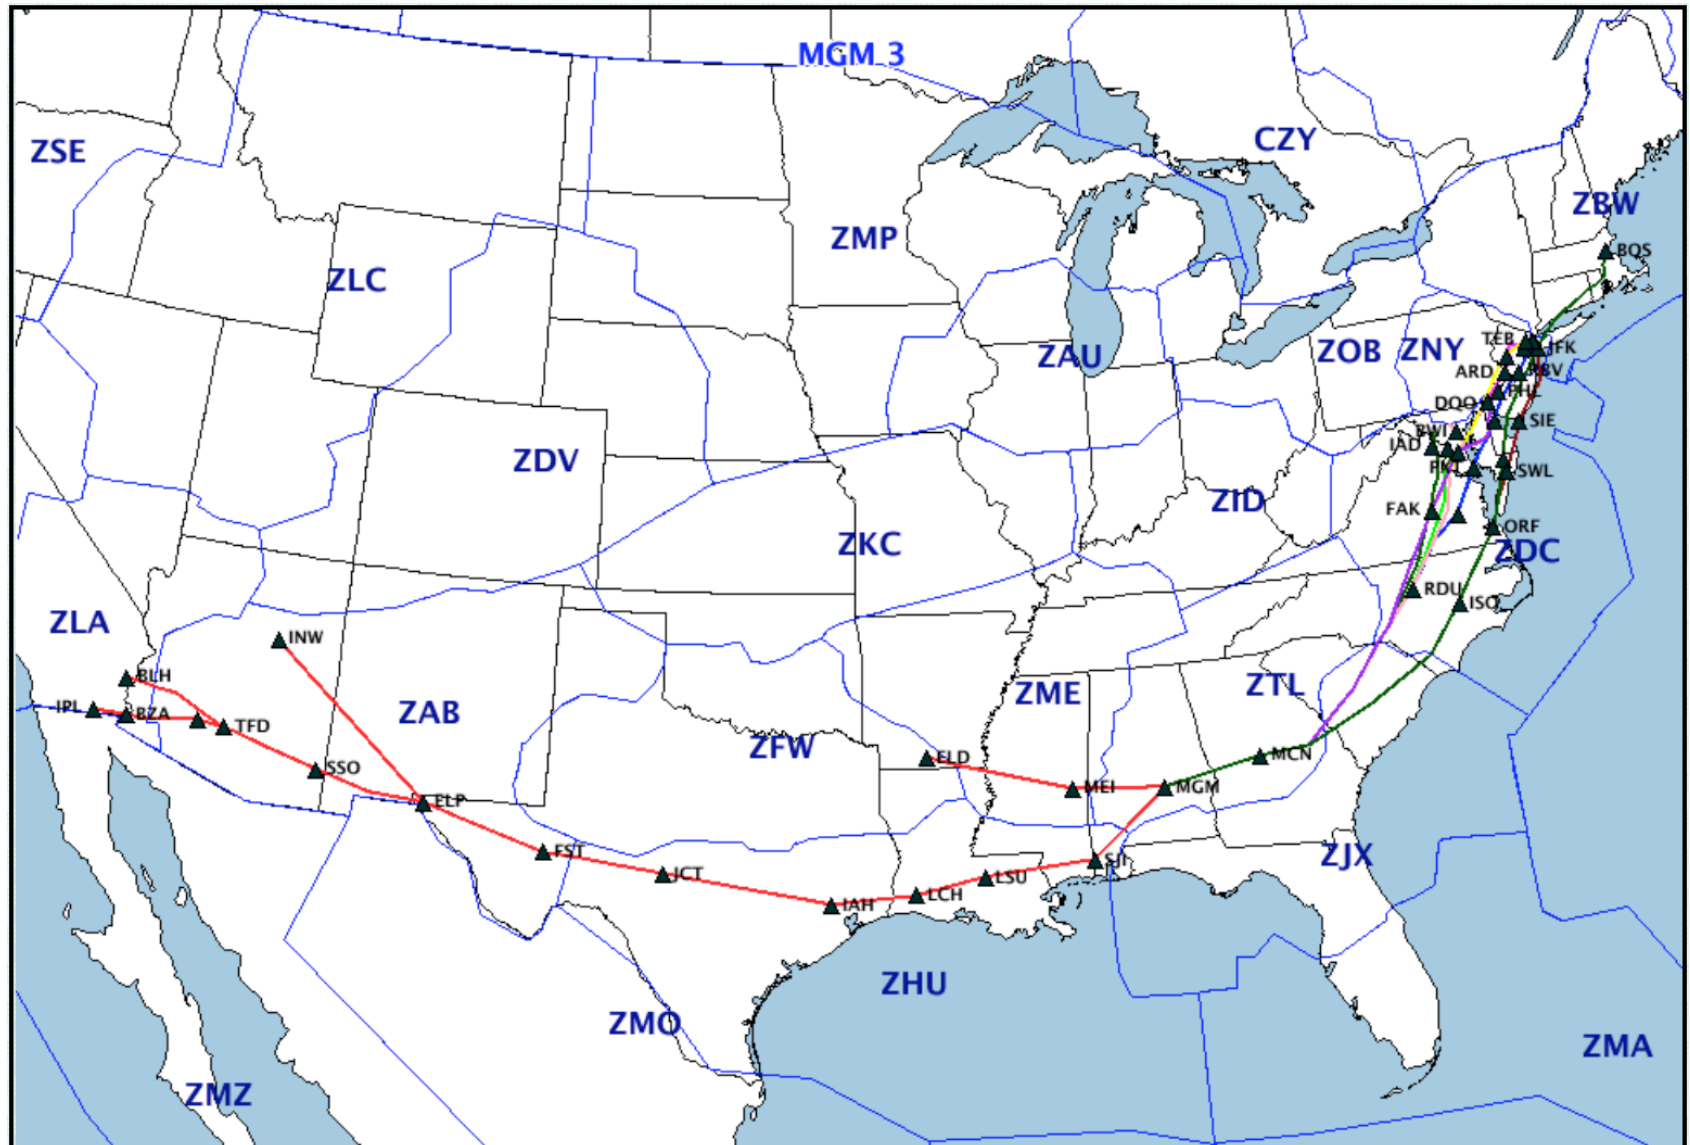 MGM 3
CZY
ZSE
ZBW
ZMP
BOS
ZLC
TEB
JFK
ZAU
ZOB
ZNY
ARD
RBV
PHL
DQO
SIE
BWI
IAD
ZDV
SWL
ZID
FAK
ORF
ZKC
ZDC
RDU
ISO
ZLA
INW
BLH
ZME
ZTL
IPL
BZA
ZAB
TFD
ZFW
ELD
MCN
SSO
MEI
MGM
ELP
FST
SJI
ZJX
JCT
LSU
IAH
LCH
ZHU
ZMO
ZMA
ZMZ